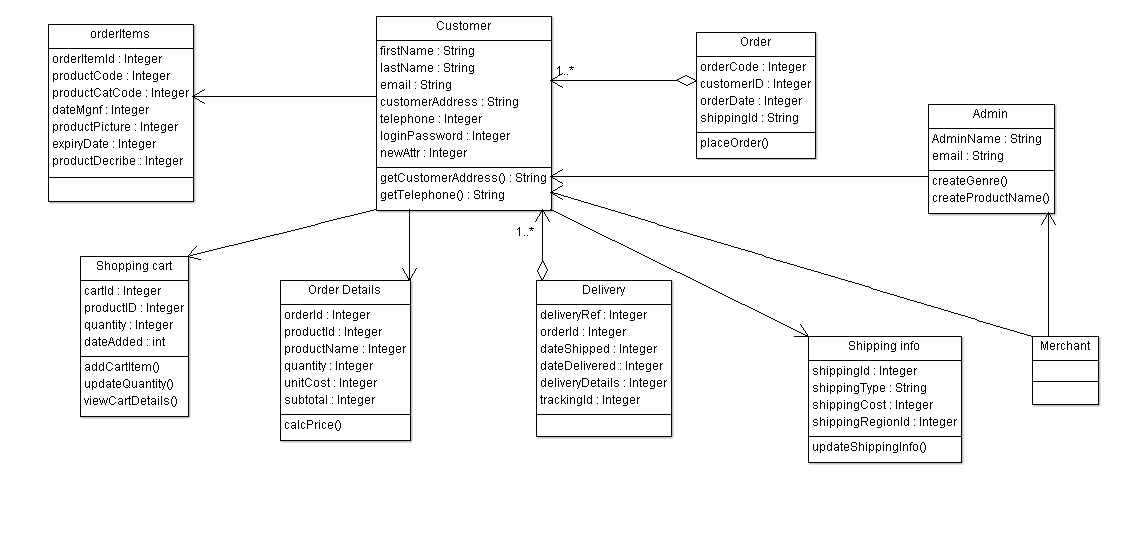 orderItems
orderItemId : Integer
productCode : Integer
productCatCode : Integer
dateMgnf : Integer
productPicture : Integer
expiryDate : Integer
productDecribe : Integer
Customer
firstName : String
lastName : String
email : String
customerAddress : String
telephone : Integer
loginPassword : Integer
newAttr : Integer
getCustomerAddress() : String
getTelephone() : String
1..*
Order
orderCode : Integer
customerID : Integer
orderDate : Integer
shippingId : String
placeOrder()
Admin
AdminName : String
email : String
createGenre()
createProductName()
1..*
Shopping cart
cartId : Integer
productID : Integer
quantity : Integer
dateAdded : int
addCartItem()
updateQuantity()
viewCartDetails()
Order Details
orderId : Integer
productId : Integer
productName : Integer
quantity : Integer
unitCost : Integer
subtotal : Integer
calcPrice()
Delivery
deliveryRef : Integer
orderId : Integer
dateShipped : Integer
dateDelivered : Integer
deliveryDetails : Integer
trackingId : Integer
Shipping info
shippingId : Integer
shippingType : String
shippingCost : Integer
shippingRegionId : Integer
updateShippingInfo()
Merchant